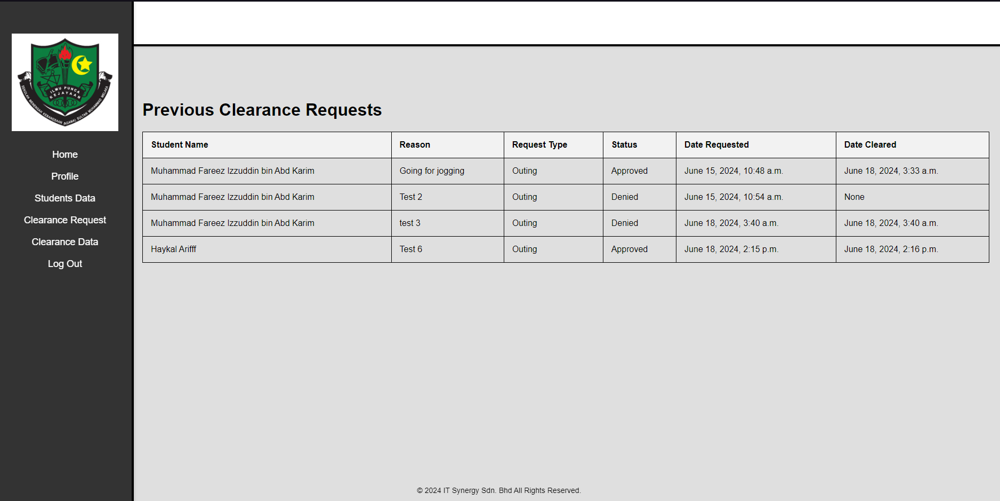 ILMU PUNCA
KEJAYAAN
SEKOLAH MENENGAH KEBANGSAAN (AGAMA) SULTAN MUHAMMAD MELAKA
Home
Profile
Students Data
Clearance Request
Clearance Data
Log Out
Previous Clearance Requests
Student Name Reason Request Type Status Date Requested Date Cleared
Muhammad Fareez Izzuddin bin Abd Karim Going for jogging Outing Approved June 15, 2024, 10:48 a.m. June 18, 2024, 3:33 a.m.
Muhammad Fareez Izzuddin bin Abd Karim Test 2 Outing Denied June 15, 2024, 10:54 a.m. None
Muhammad Fareez Izzuddin bin Abd Karim test 3 Outing Denied June 18, 2024, 3:40 a.m. June 18, 2024, 3:40 a.m.
Haykal Arifff Test 6 Outing Approved June 18, 2024, 2:15 p.m. June 18, 2024, 2:16 p.m.
© 2024 IT Synergy Sdn. Bhd All Rights Reserved.